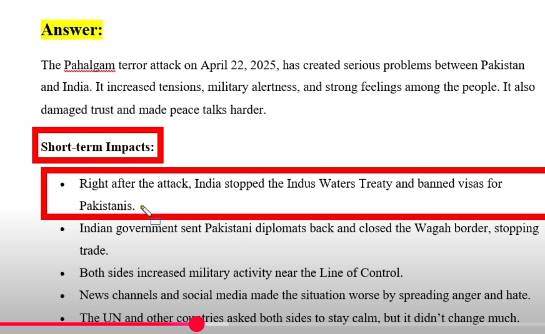 Answer:
The Pahalgam terror attack on April 22, 2025, has created serious problems between Pakistan
and India. It increased tensions, military alertness, and strong feelings among the people. It also
damaged trust and made peace talks harder.
Short-term Impacts:
• Right after the attack, India stopped the Indus Waters Treaty and banned visas for
Pakistanis.
• Indian government sent Pakistani diplomats back and closed the Wagah border, stopping
trade.
• Both sides increased military activity near the Line of Control.
• News channels and social media made the situation worse by spreading anger and hate.
• The UN and other countries asked both sides to stay calm, but it didn't change much.